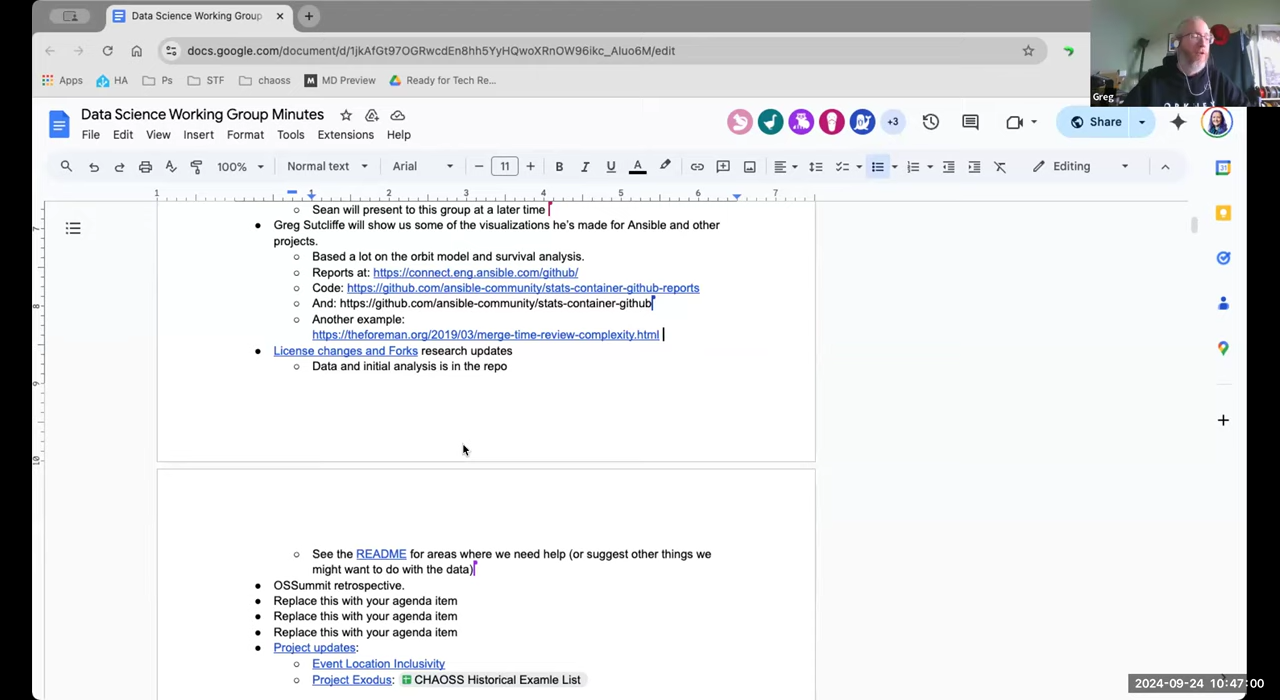 Data Science Working Group
docs.google.com/document/d/1jkAfGt97OGRwcdEn8hh5YyHQwoXRnOW96ikc_AIuo6M/edit
Apps HA Ps STF chaoss MD Preview Ready for Tech Re...
Greg
Data Science Working Group Minutes
+3
Share
File Edit View Insert Format Tools Extensions Help
100% Normal text Arial 11 Editing
1 1 2 3 4 5 6 7
Sean will present to this group at a later time
Greg Sutcliffe will show us some of the visualizations he's made for Ansible and other
projects.
Based a lot on the orbit model and survival analysis.
Reports at: https://connect.eng.ansible.com/github/
Code: https://github.com/ansible-community/stats-container-github-reports
And: https://github.com/ansible-community/stats-container-github
Another example:
https://theforeman.org/2019/03/merge-time-review-complexity.html
License changes and Forks research updates
Data and initial analysis is in the repo
See the README for areas where we need help (or suggest other things we
might want to do with the data)
OSSummit retrospective.
Replace this with your agenda item
Replace this with your agenda item
Replace this with your agenda item
Project updates:
Event Location Inclusivity
Project Exodus: CHAOSS Historical Examle List
2024-09-24 10:47:00